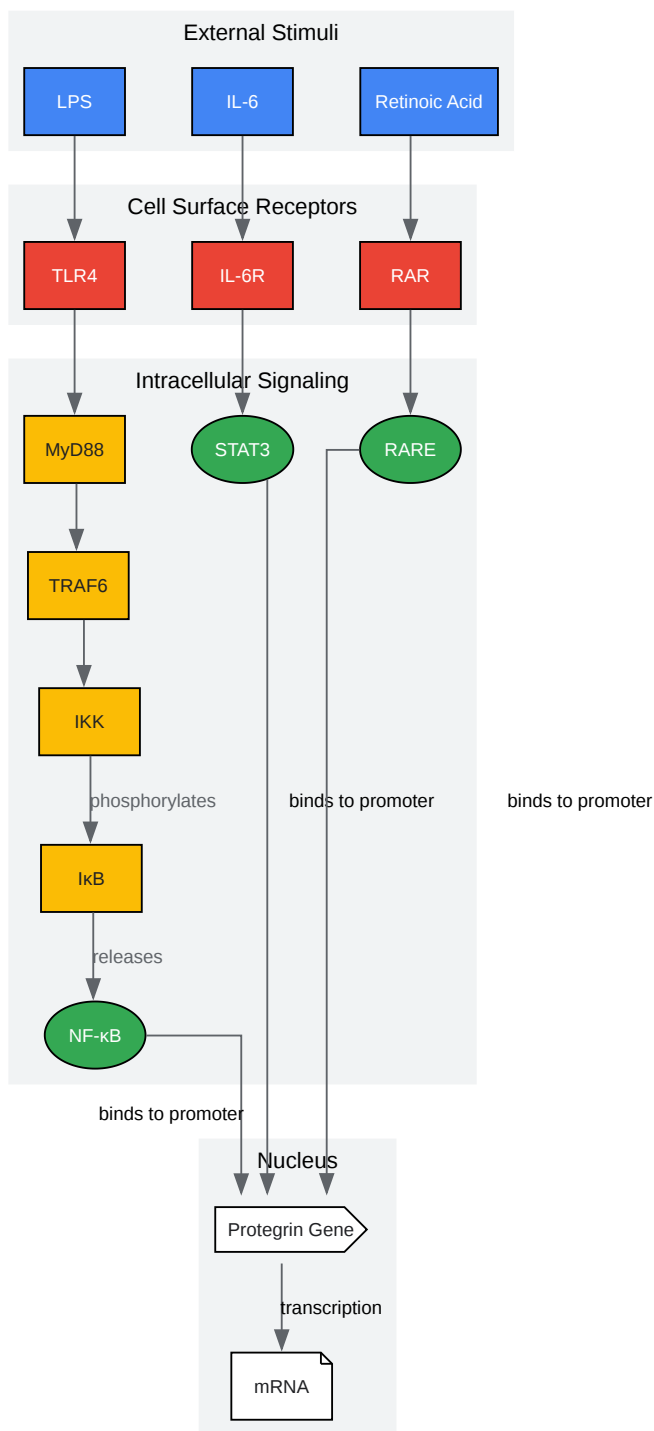 External Stimuli
LPS
IL-6
Retinoic Acid
Cell Surface Receptors
TLR4
IL-6R
RAR
Intracellular Signaling
MyD88
STAT3
RARE
TRAF6
IKK
phosphorylates
binds to promoter
binds to promoter
IκB
releases
NF-κB
binds to promoter
Nucleus
Protegrin Gene
transcription
mRNA